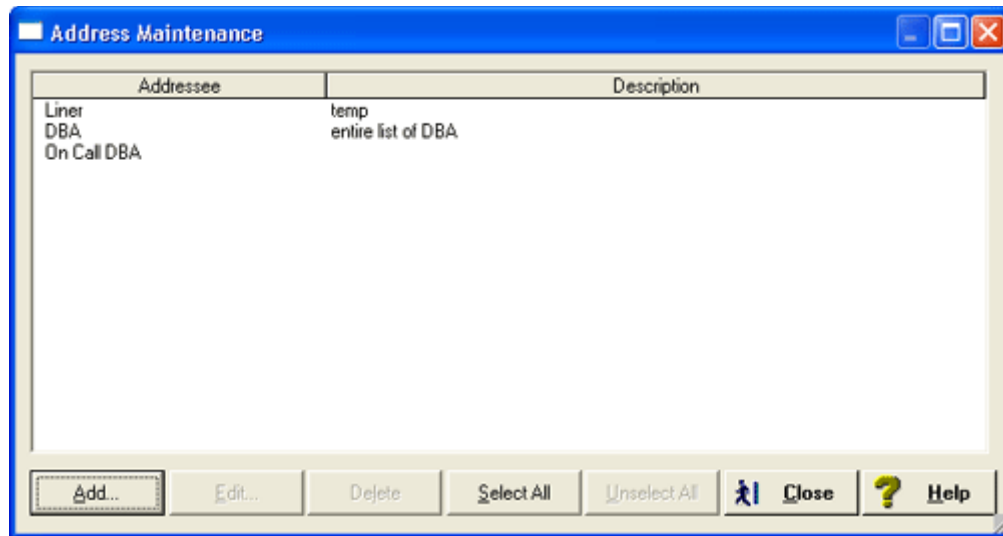 Address Maintenance
Addressee Description
Liner temp
DBA entire list of DBA
On Call DBA
Add... Edit... Delete Select All Unselect All Close Help